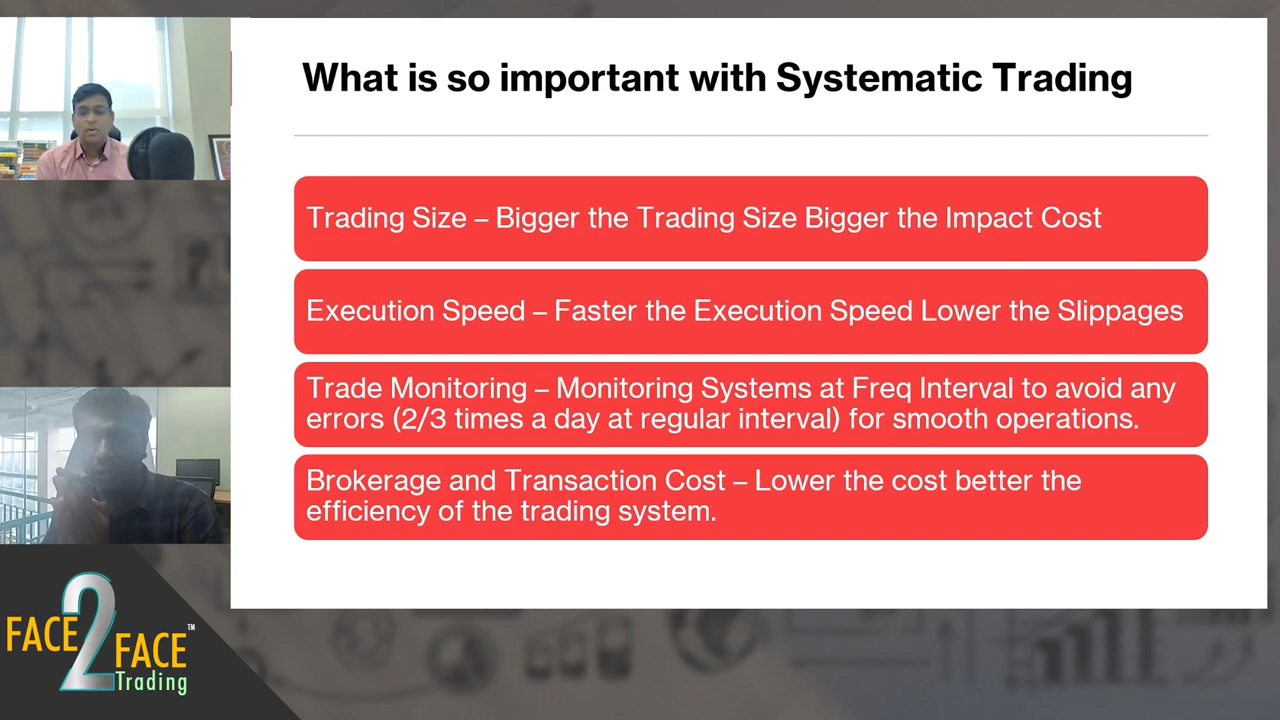 What is so important with Systematic Trading
Trading Size – Bigger the Trading Size Bigger the Impact Cost
Execution Speed – Faster the Execution Speed Lower the Slippages
Trade Monitoring – Monitoring Systems at Freq Interval to avoid any
errors (2/3 times a day at regular interval) for smooth operations.
Brokerage and Transaction Cost – Lower the cost better the
efficiency of the trading system.
FACE 2 FACE™
Trading